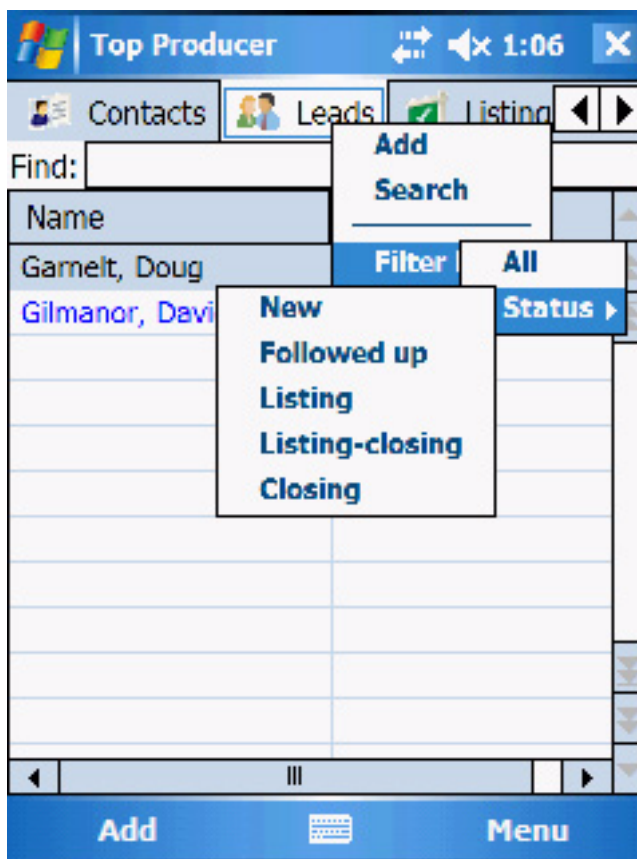 Top Producer 1:06
Contacts Leads Listing
Find:
Add
Search
Name
Garnelt, Doug
Filter
All
Gilmanor, Davi
Status
New
Followed up
Listing
Listing-closing
Closing
Add Menu